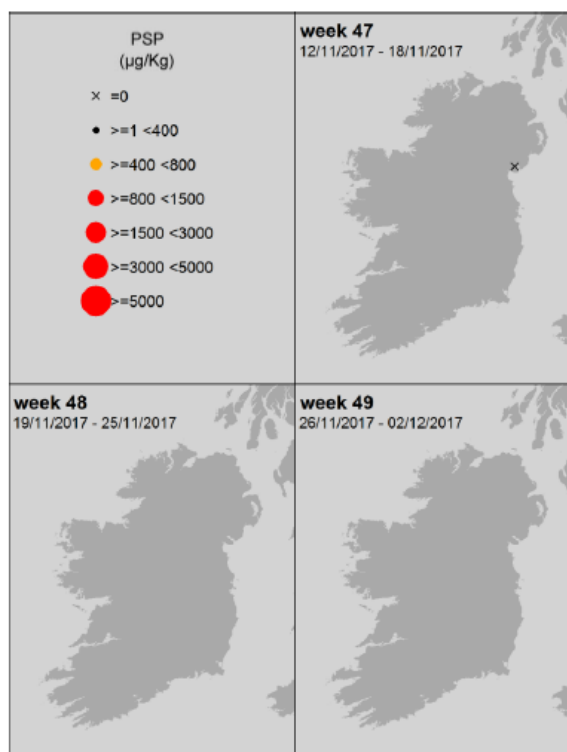 PSP
(µg/Kg)
× =0
>=1 <400
>=400 <800
>=800 <1500
>=1500 <3000
>=3000 <5000
>=5000
week 47
12/11/2017 - 18/11/2017
week 48
19/11/2017 - 25/11/2017
week 49
26/11/2017 - 02/12/2017